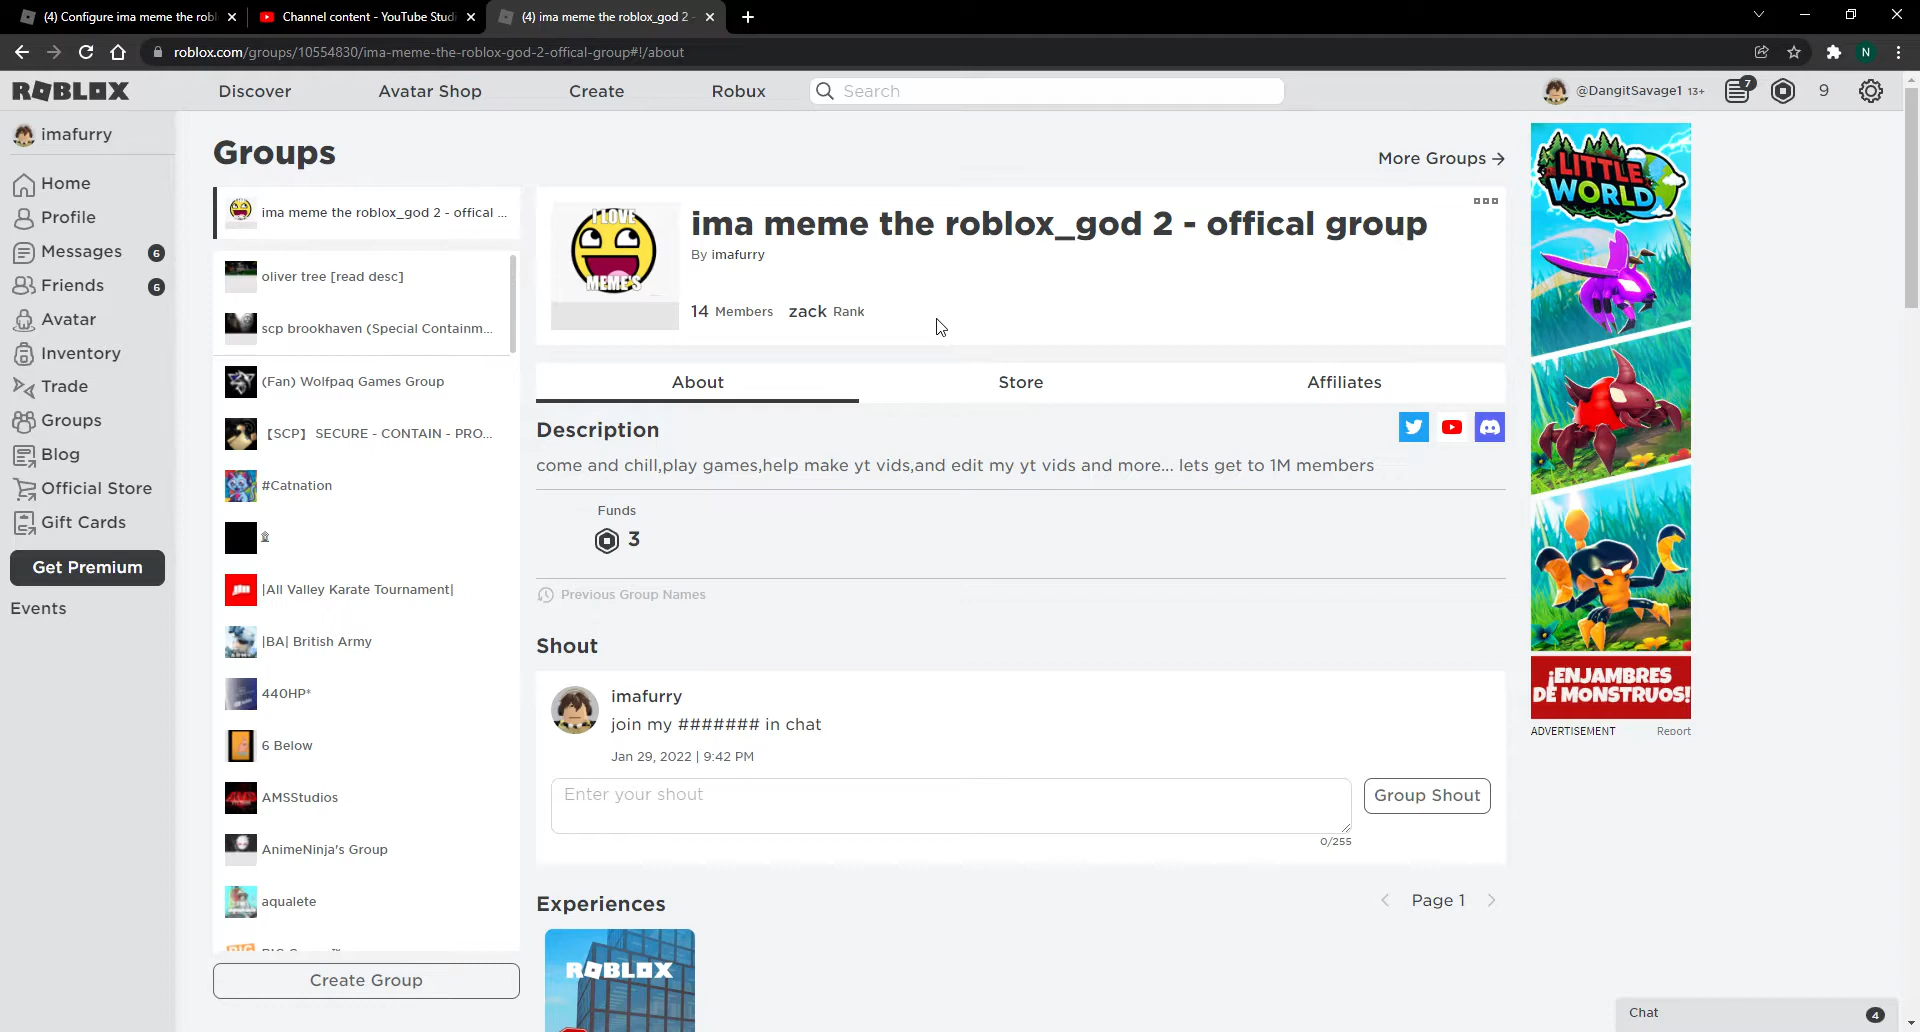 (4) Configure ima meme the rob
Channel content - YouTube Studi
(4) ima meme the roblox_god 2 -
roblox.com/groups/10554830/ima-meme-the-roblox-god-2-offical-group#!/about
N
ROBLOX
Discover
Avatar Shop
Create
Robux
Search
@DangitSavage1 13+
7
9
imafurry
Home
Profile
Messages 6
Friends 6
Avatar
Inventory
Trade
Groups
Blog
Official Store
Gift Cards
Get Premium
Events
Groups
More Groups →
ima meme the roblox_god 2 - offical ...
oliver tree [read desc]
scp brookhaven (Special Containm...
(Fan) Wolfpaq Games Group
【SCP】 SECURE - CONTAIN - PRO...
#Catnation
|All Valley Karate Tournament|
|BA| British Army
440HP*
6 Below
AMSStudios
AnimeNinja's Group
aqualete
Create Group
I LOVE
MEME'S
ima meme the roblox_god 2 - offical group
By imafurry
14 Members zack Rank
About
Store
Affiliates
Description
come and chill,play games,help make yt vids,and edit my yt vids and more... lets get to 1M members
Funds
3
Previous Group Names
Shout
imafurry
join my ####### in chat
Jan 29, 2022 | 9:42 PM
Enter your shout
Group Shout
0/255
Experiences
Page 1
ROBLOX
LITTLE
WORLD
¡ENJAMBRES
DE MONSTRUOS!
ADVERTISEMENT
Report
Chat 4